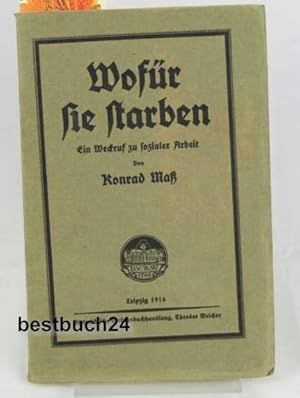 Wofür
sie starben
Ein Weckruf zu sozialer Arbeit
Von
Konrad Maß
Leipzig 1916
Theodor Weicher
bestbuch24